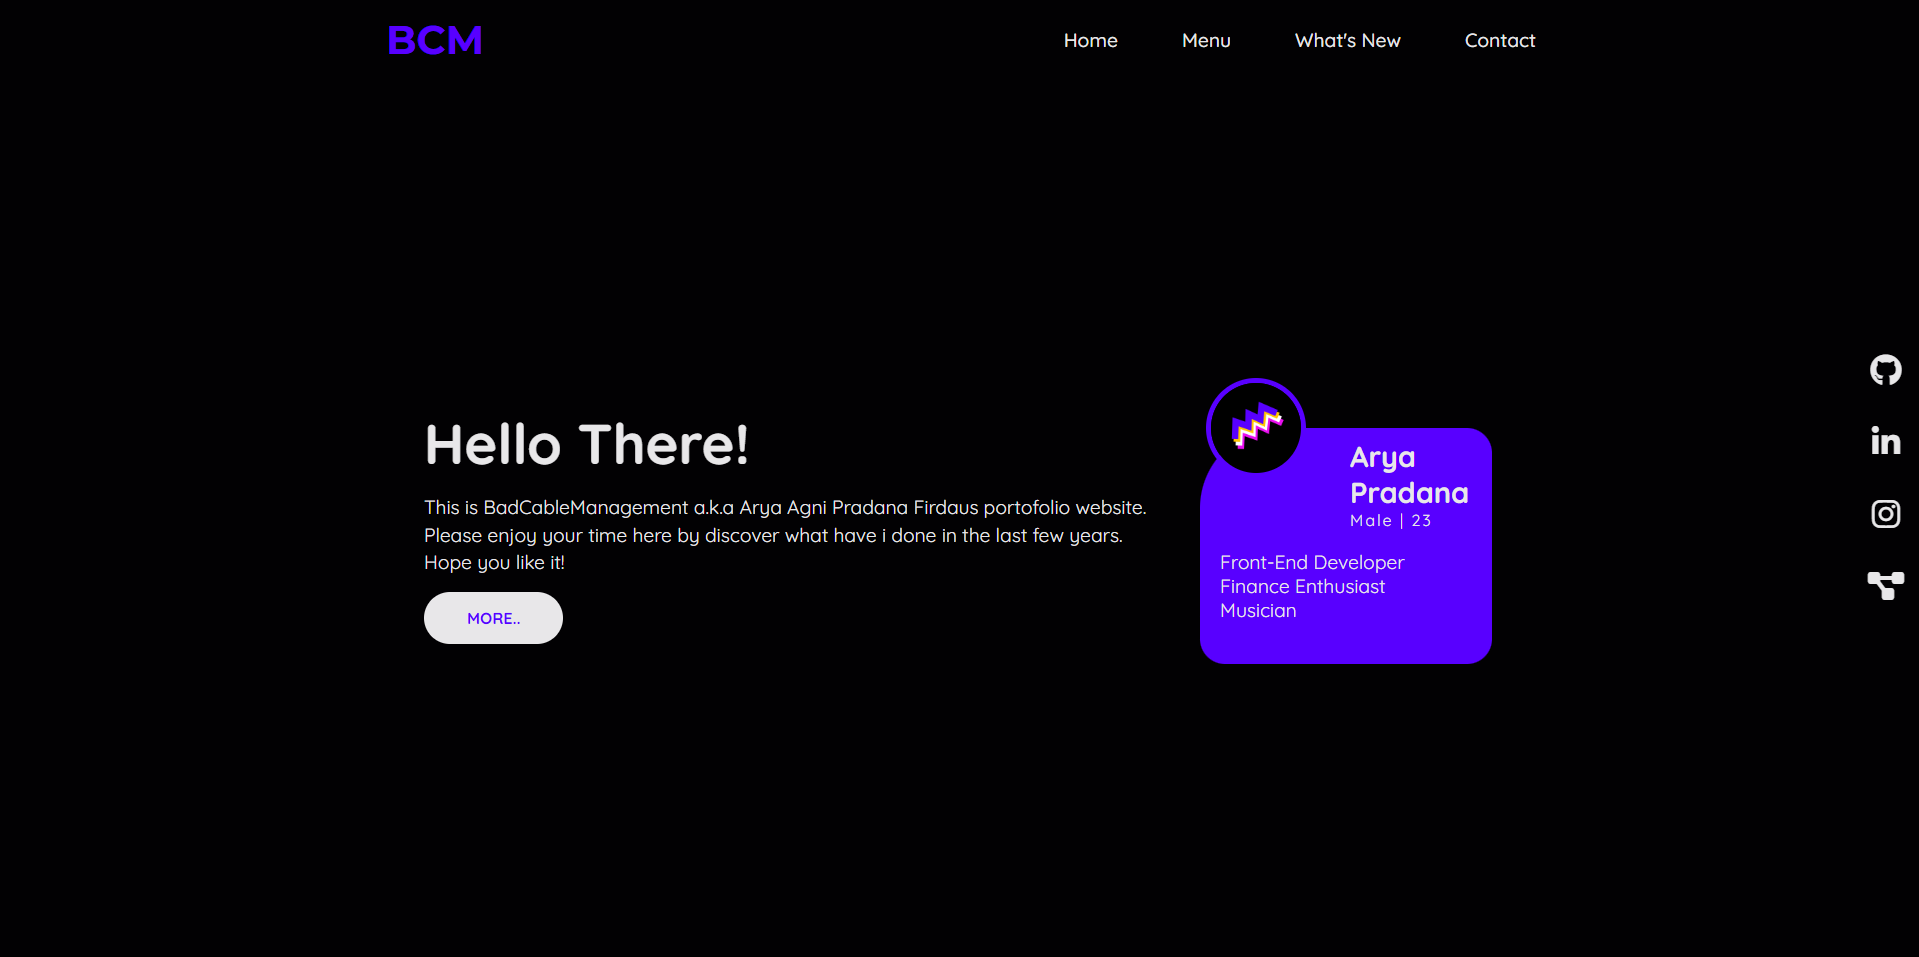 BCM
Home Menu What's New Contact
Hello There!
This is BadCableManagement a.k.a Arya Agni Pradana Firdaus portofolio website.
Please enjoy your time here by discover what have i done in the last few years.
Hope you like it!
MORE..
Arya
Pradana
Male | 23
Front-End Developer
Finance Enthusiast
Musician
in